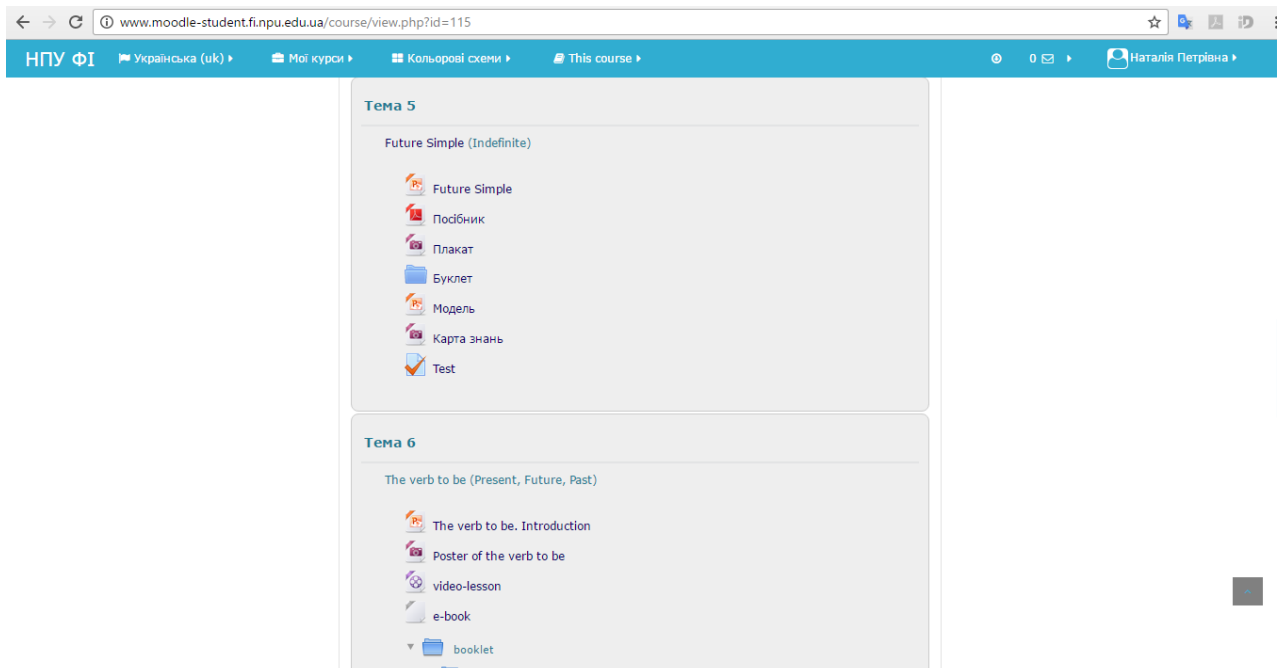 www.moodle-student.fi.npu.edu.ua/course/view.php?id=115
НПУ ФІ Українська (uk) Мої курси Кольорові схеми This course 0 Наталія Петрівна
Тема 5
Future Simple (Indefinite)
Future Simple
Посібник
Плакат
Буклет
Модель
Карта знань
Test
Тема 6
The verb to be (Present, Future, Past)
The verb to be. Introduction
Poster of the verb to be
video-lesson
e-book
booklet